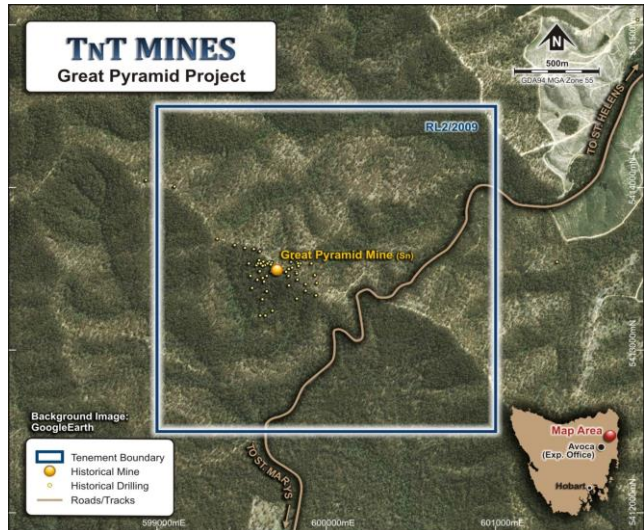 TNT MINES
Great Pyramid Project
N
500m
GDA94 MGA Zone 55
TO ST. HELENS
RL2/2009
Great Pyramid Mine (Sn)
Background Image:
GoogleEarth
Tenement Boundary
Historical Mine
Historical Drilling
Roads/Tracks
TO ST. MARYS
Map Area
Avoca
(Exp. Office)
Hobart
599000mE
600000mE
601000mE